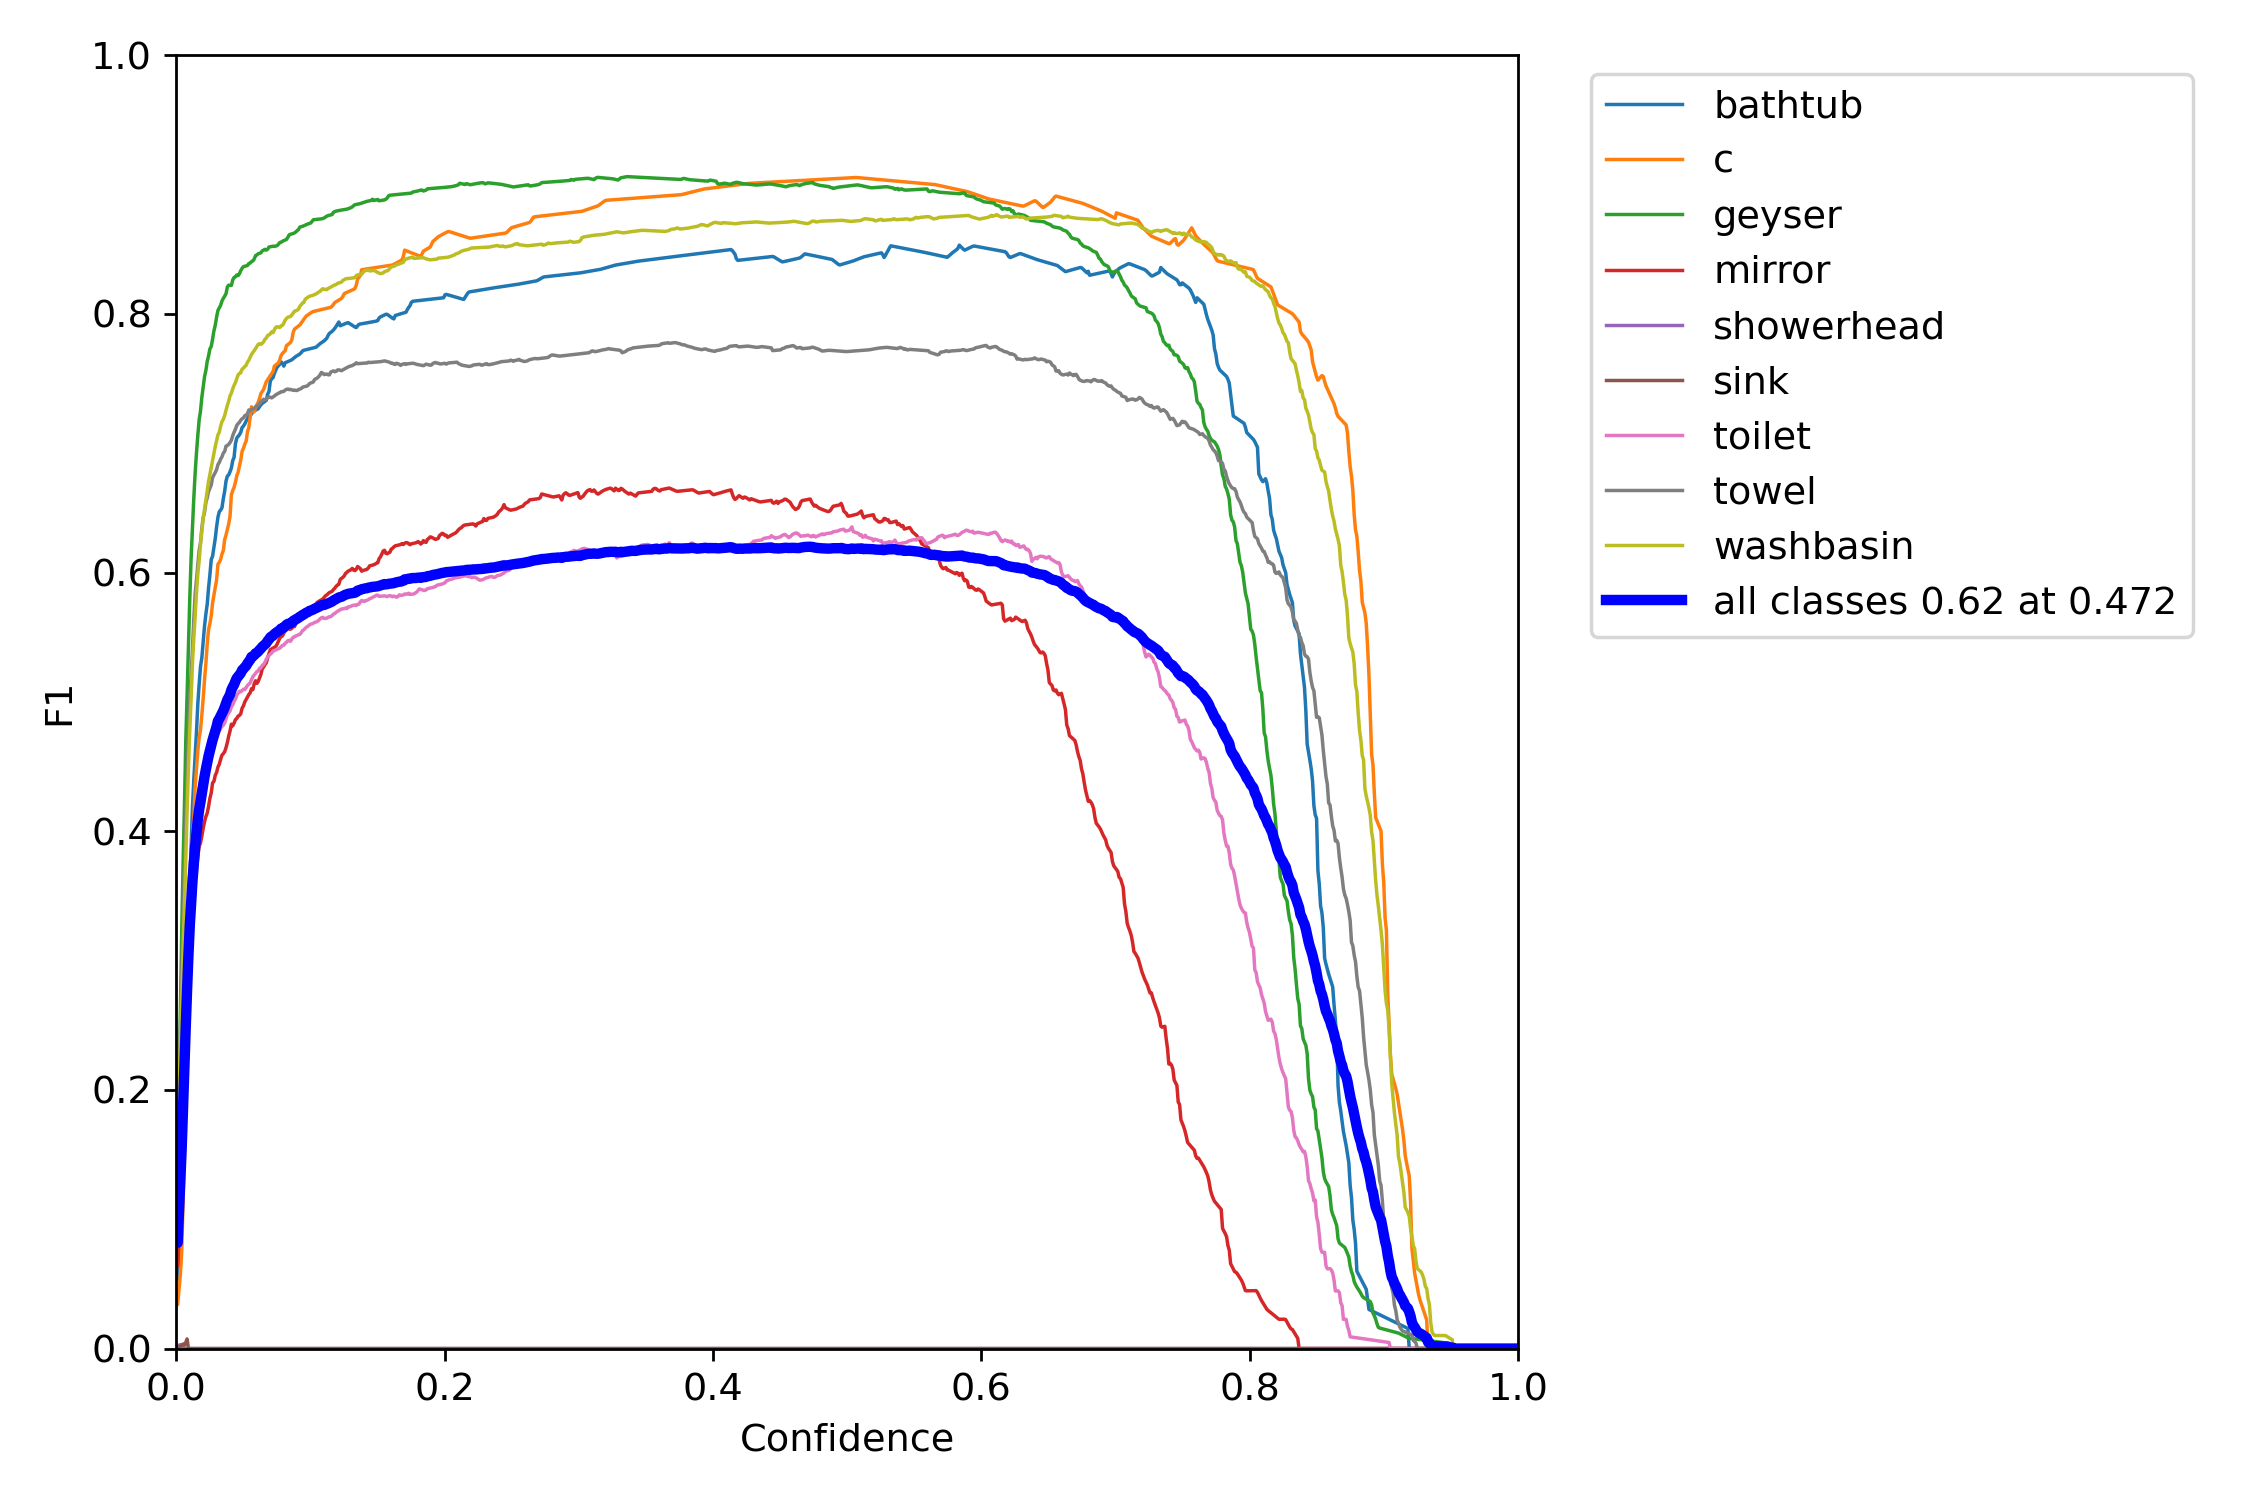 1.0
0.8
0.6
0.4
0.2
0.0
F1
0.0 0.2 0.4 0.6 0.8 1.0
Confidence
bathtub
c
geyser
mirror
showerhead
sink
toilet
towel
washbasin
all classes 0.62 at 0.472